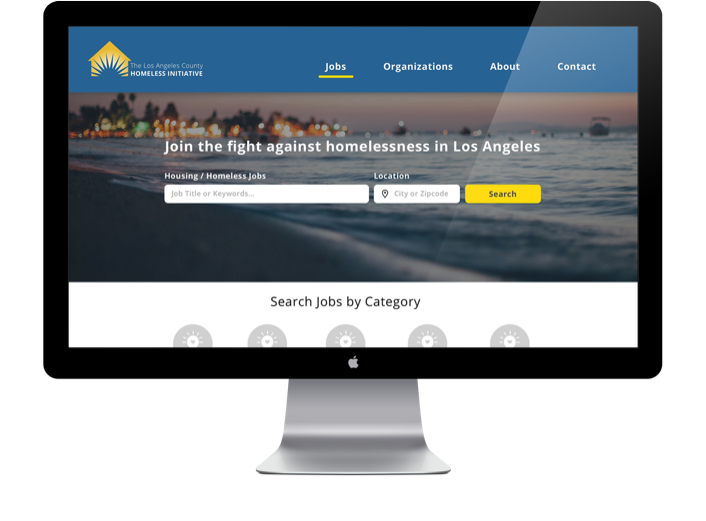 The Los Angeles County
HOMELESS INITIATIVE
Jobs
Organizations
About
Contact
Join the fight against homelessness in Los Angeles
Housing / Homeless Jobs
Location
Job Title or Keywords...
City or Zipcode
Search
Search Jobs by Category